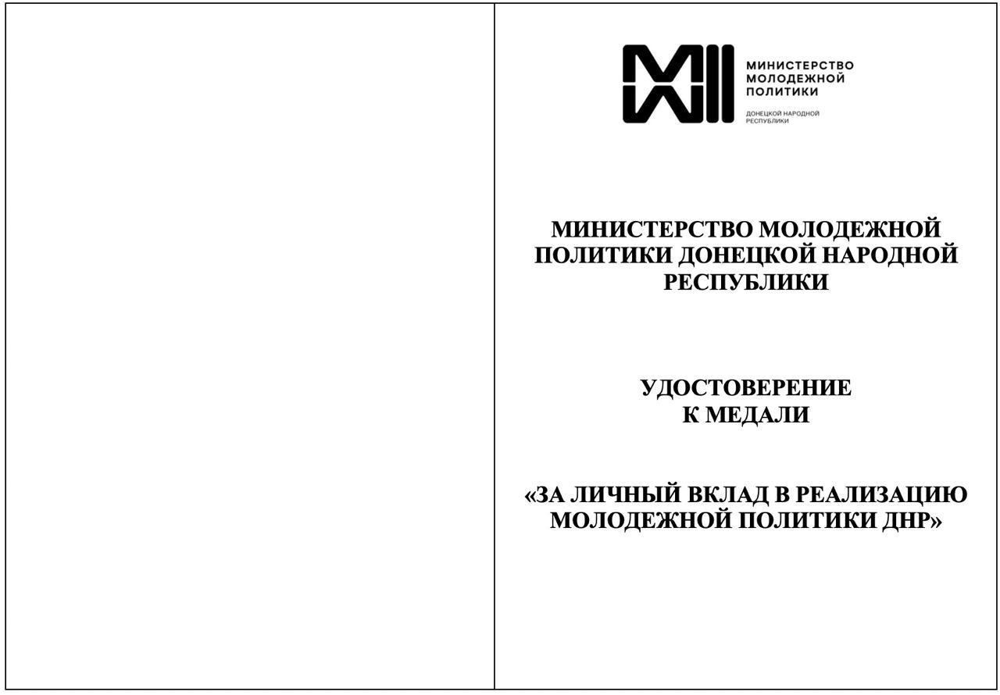 МИНИСТЕРСТВО
МОЛОДЕЖНОЙ
ПОЛИТИКИ
ДОНЕЦКОЙ НАРОДНОЙ
РЕСПУБЛИКИ
МИНИСТЕРСТВО МОЛОДЕЖНОЙ
ПОЛИТИКИ ДОНЕЦКОЙ НАРОДНОЙ
РЕСПУБЛИКИ
УДОСТОВЕРЕНИЕ
К МЕДАЛИ
«ЗА ЛИЧНЫЙ ВКЛАД В РЕАЛИЗАЦИЮ
МОЛОДЕЖНОЙ ПОЛИТИКИ ДНР»